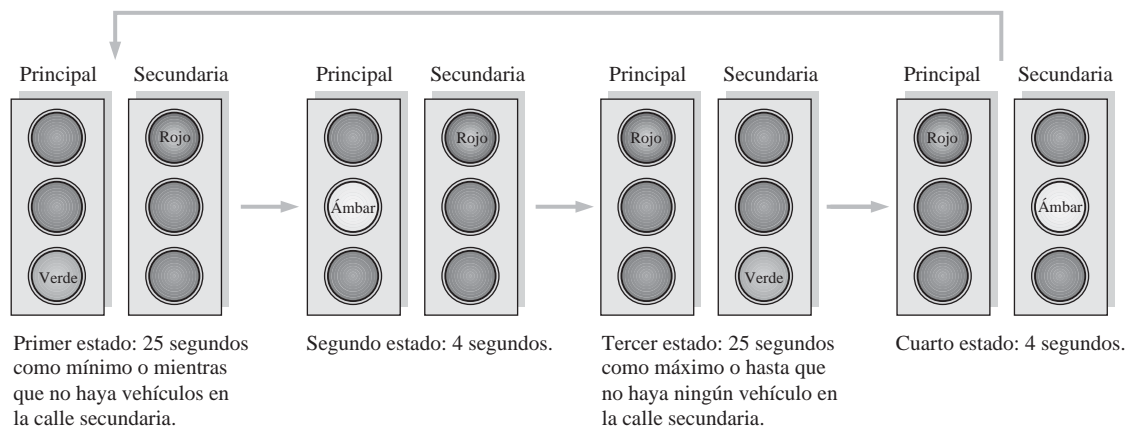 Principal Secundaria
Rojo
Verde
Primer estado: 25 segundos
como mínimo o mientras
que no haya vehículos en
la calle secundaria.
Principal Secundaria
Rojo
Ámbar
Segundo estado: 4 segundos.
Principal Secundaria
Rojo
Verde
Tercer estado: 25 segundos
como máximo o hasta que
no haya ningún vehículo en
la calle secundaria.
Principal Secundaria
Rojo
Ámbar
Cuarto estado: 4 segundos.